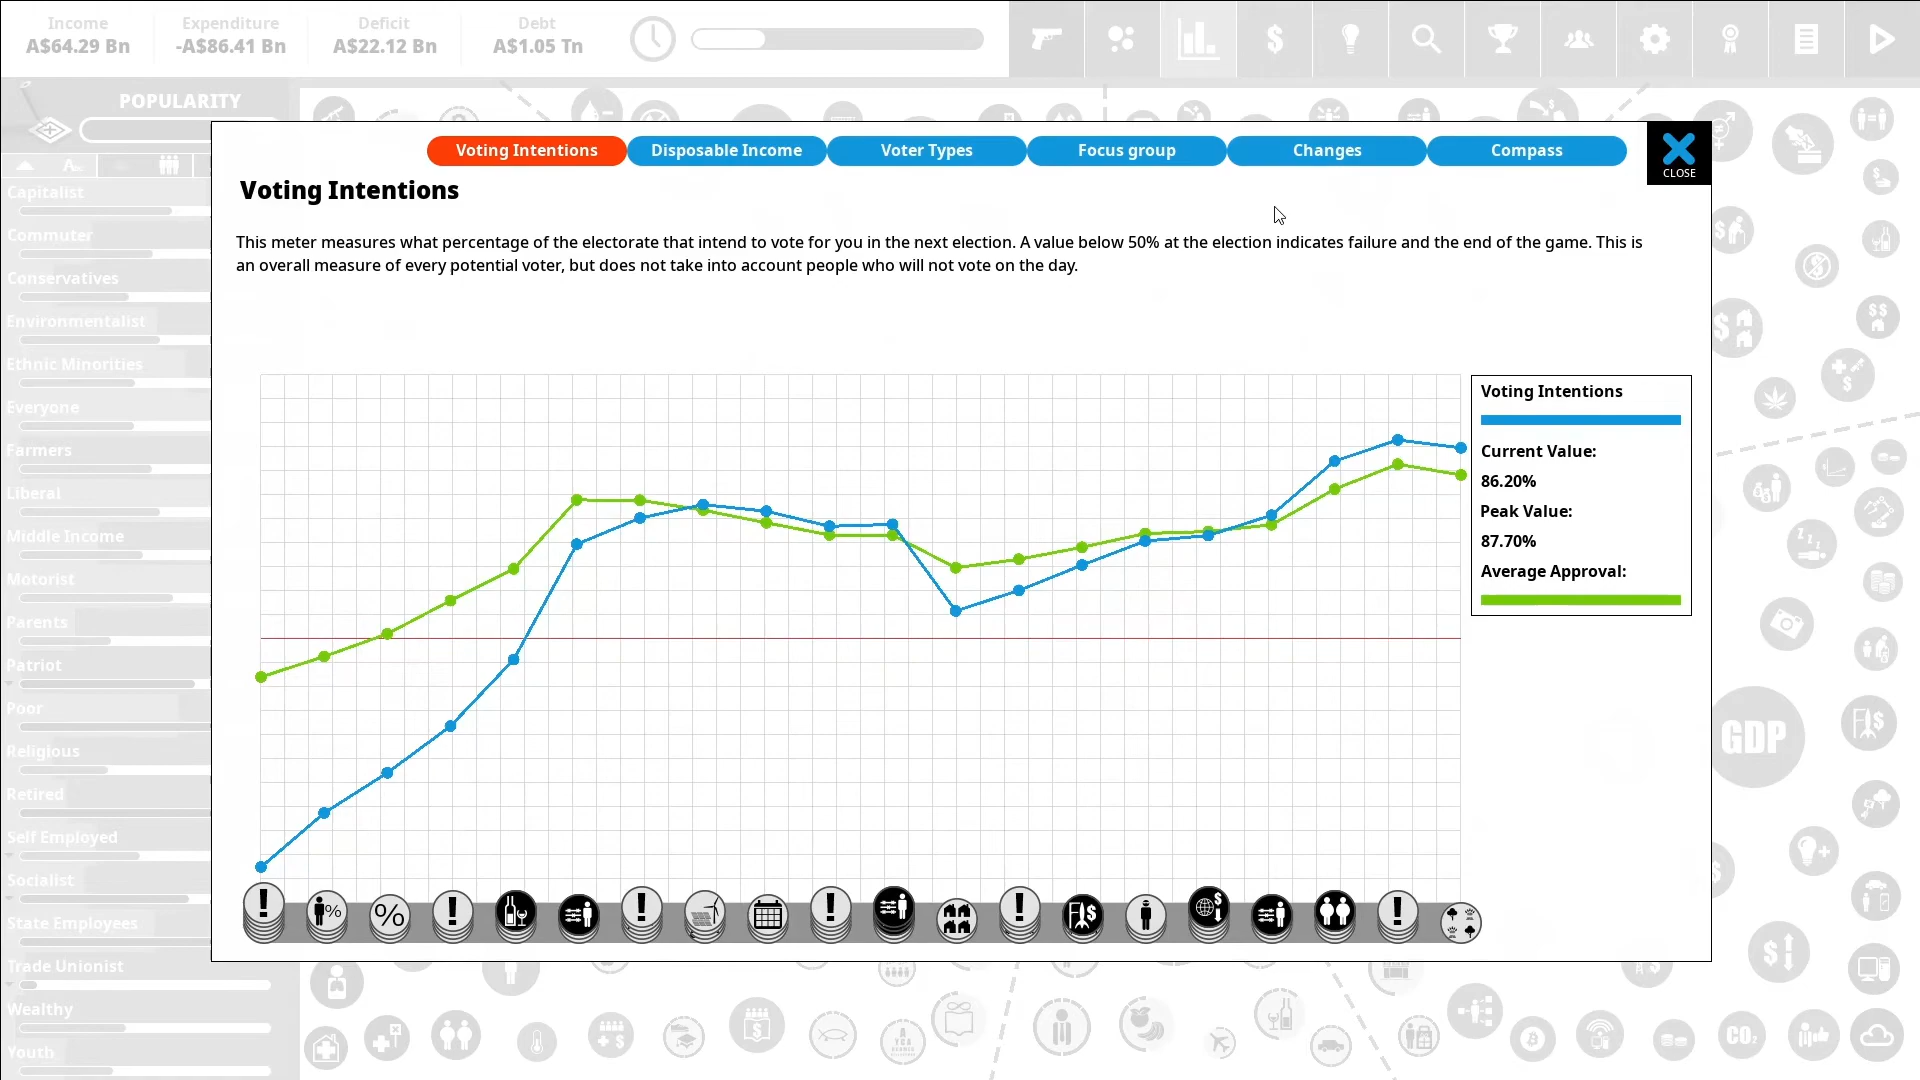 Income
A$64.29 Bn
Expenditure
-A$86.41 Bn
Deficit
A$22.12 Bn
Debt
A$1.05 Tn
POPULARITY
Capitalist
Commuter
Conservatives
Environmentalist
Ethnic Minorities
Everyone
Farmers
Liberal
Middle Income
Motorist
Parents
Patriot
Poor
Religious
Retired
Self Employed
Socialist
State Employees
Trade Unionist
Wealthy
Youth
Voting Intentions
Disposable Income
Voter Types
Focus group
Changes
Compass
CLOSE
Voting Intentions
This meter measures what percentage of the electorate that intend to vote for you in the next election. A value below 50% at the election indicates failure and the end of the game. This is
an overall measure of every potential voter, but does not take into account people who will not vote on the day.
Voting Intentions
Current Value:
86.20%
Peak Value:
87.70%
Average Approval:
GDP
CO₂